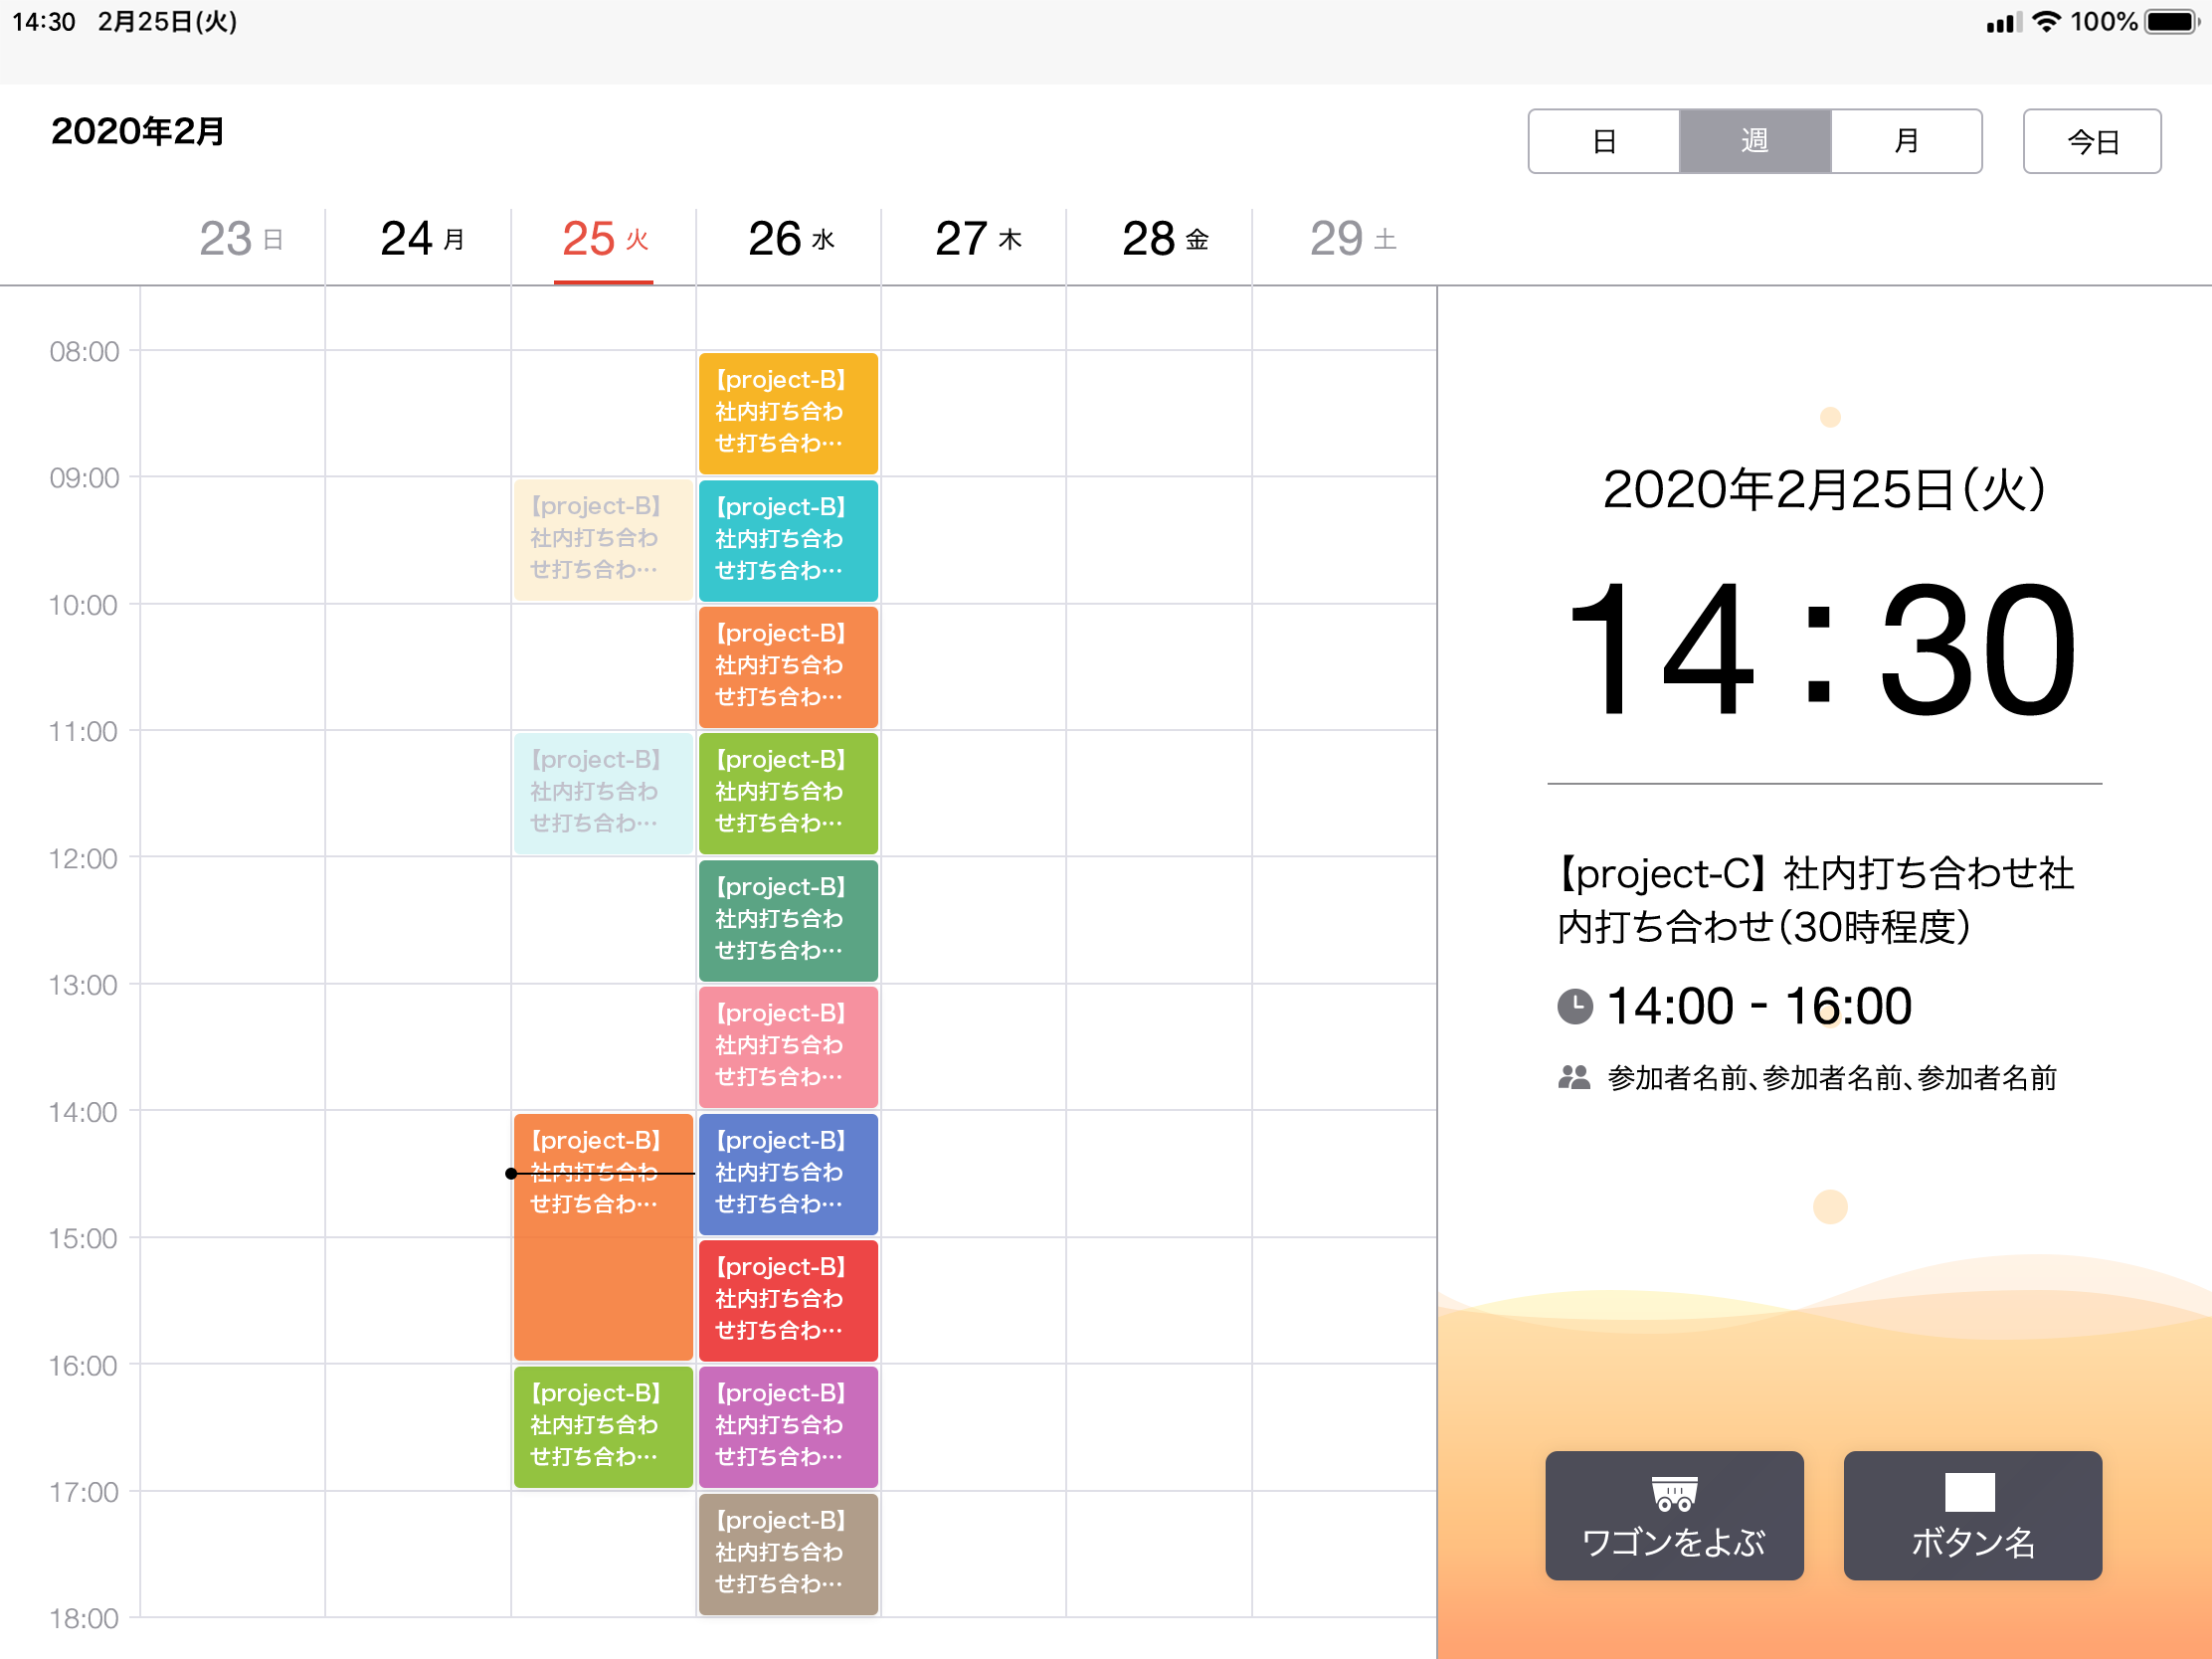 14:30 2月25日(火)
100%
2020年2月
日 週 月 今日
23 日 24 月 25 火 26 水 27 木 28 金 29 土
08:00
09:00
10:00
11:00
12:00
13:00
14:00
15:00
16:00
17:00
18:00
【project-B】
社内打ち合わ
せ打ち合わ…
【project-B】
社内打ち合わ
せ打ち合わ…
【project-B】
社内打ち合わ
せ打ち合わ…
【project-B】
社内打ち合わ
せ打ち合わ…
【project-B】
社内打ち合わ
せ打ち合わ…
【project-B】
社内打ち合わ
せ打ち合わ…
【project-B】
社内打ち合わ
せ打ち合わ…
【project-B】
社内打ち合わ
せ打ち合わ…
【project-B】
社内打ち合わ
せ打ち合わ…
【project-B】
社内打ち合わ
せ打ち合わ…
【project-B】
社内打ち合わ
せ打ち合わ…
【project-B】
社内打ち合わ
せ打ち合わ…
【project-B】
社内打ち合わ
せ打ち合わ…
【project-B】
社内打ち合わ
せ打ち合わ…
2020年2月25日(火)
14:30
【project-C】社内打ち合わせ社
内打ち合わせ(30時程度)
14:00 - 16:00
参加者名前、参加者名前、参加者名前
ワゴンをよぶ
ボタン名